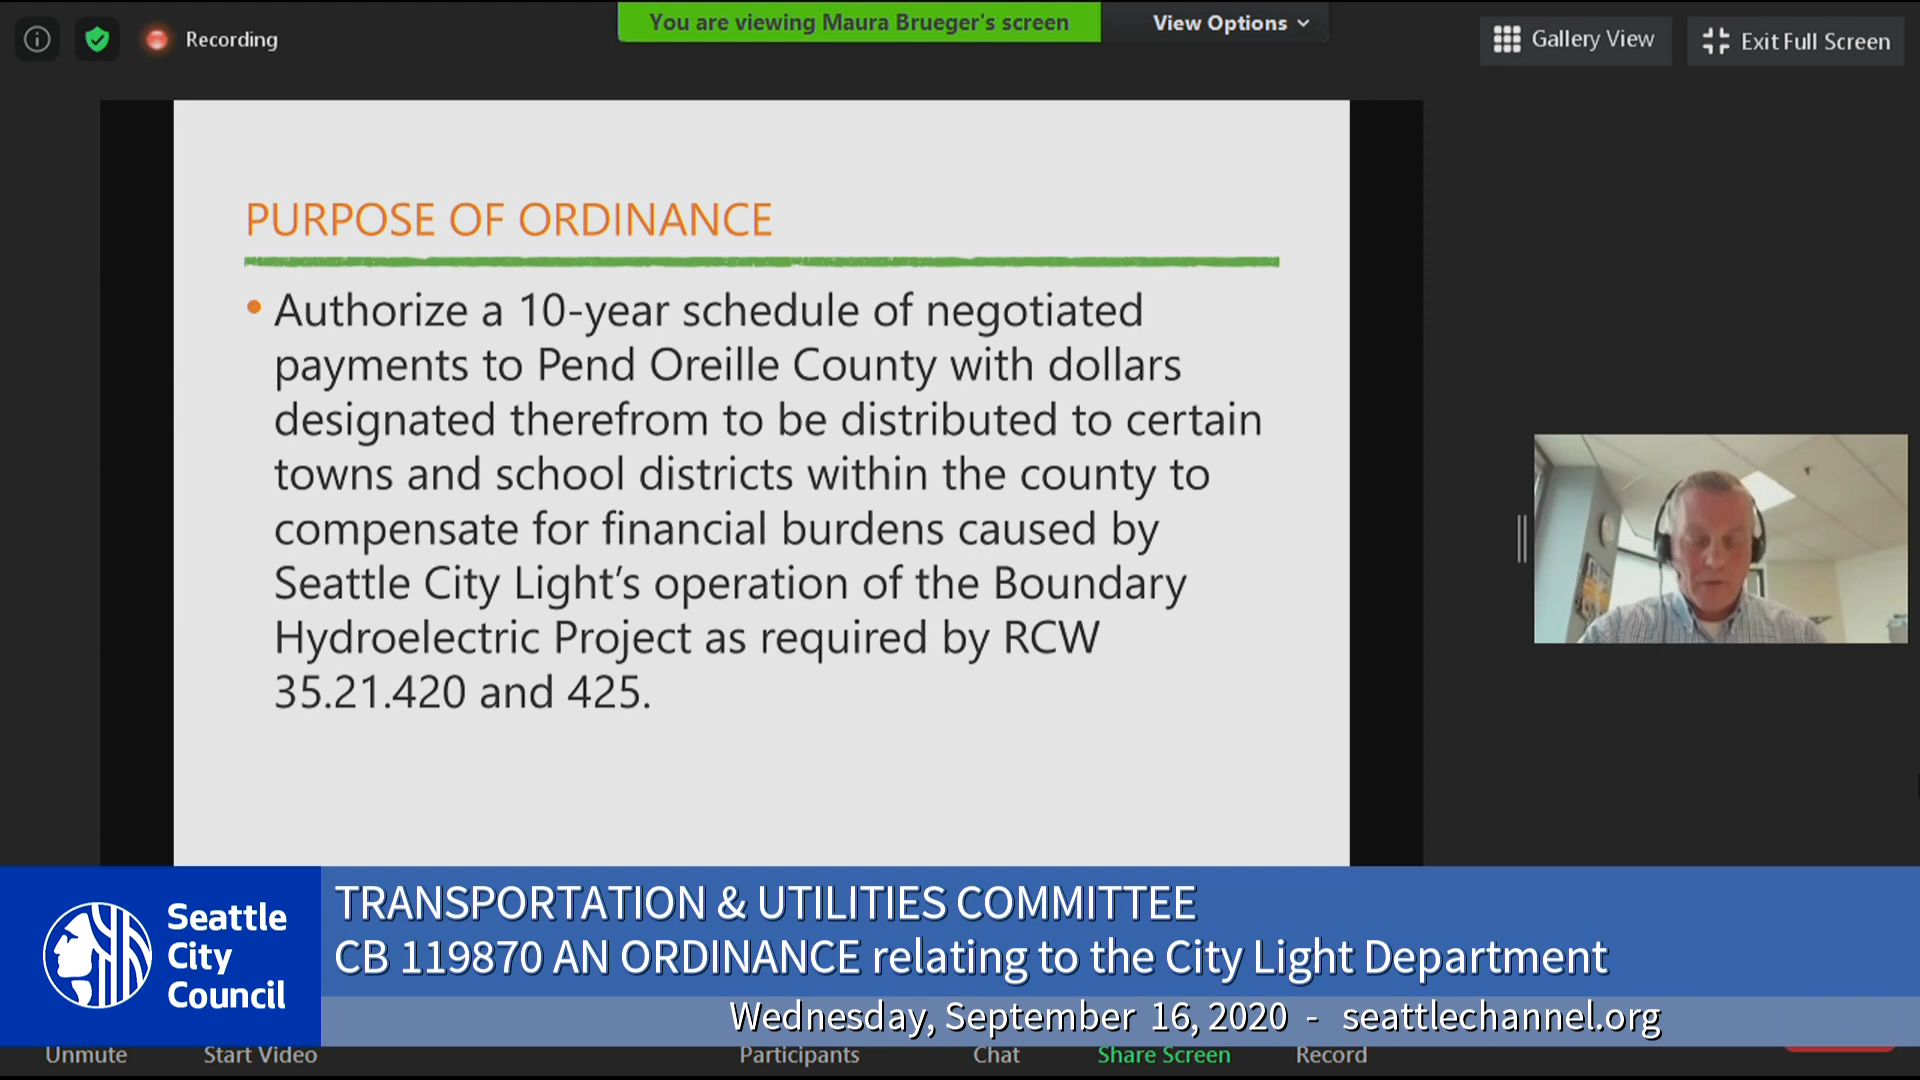 Recording
You are viewing Maura Brueger's screen
View Options
Gallery View
Exit Full Screen
PURPOSE OF ORDINANCE
• Authorize a 10-year schedule of negotiated
payments to Pend Oreille County with dollars
designated therefrom to be distributed to certain
towns and school districts within the county to
compensate for financial burdens caused by
Seattle City Light's operation of the Boundary
Hydroelectric Project as required by RCW
35.21.420 and 425.
Seattle
City
Council
TRANSPORTATION & UTILITIES COMMITTEE
CB 119870 AN ORDINANCE relating to the City Light Department
Wednesday, September 16, 2020 - seattlechannel.org
Unmute
Start Video
Participants
Chat
Share Screen
Record